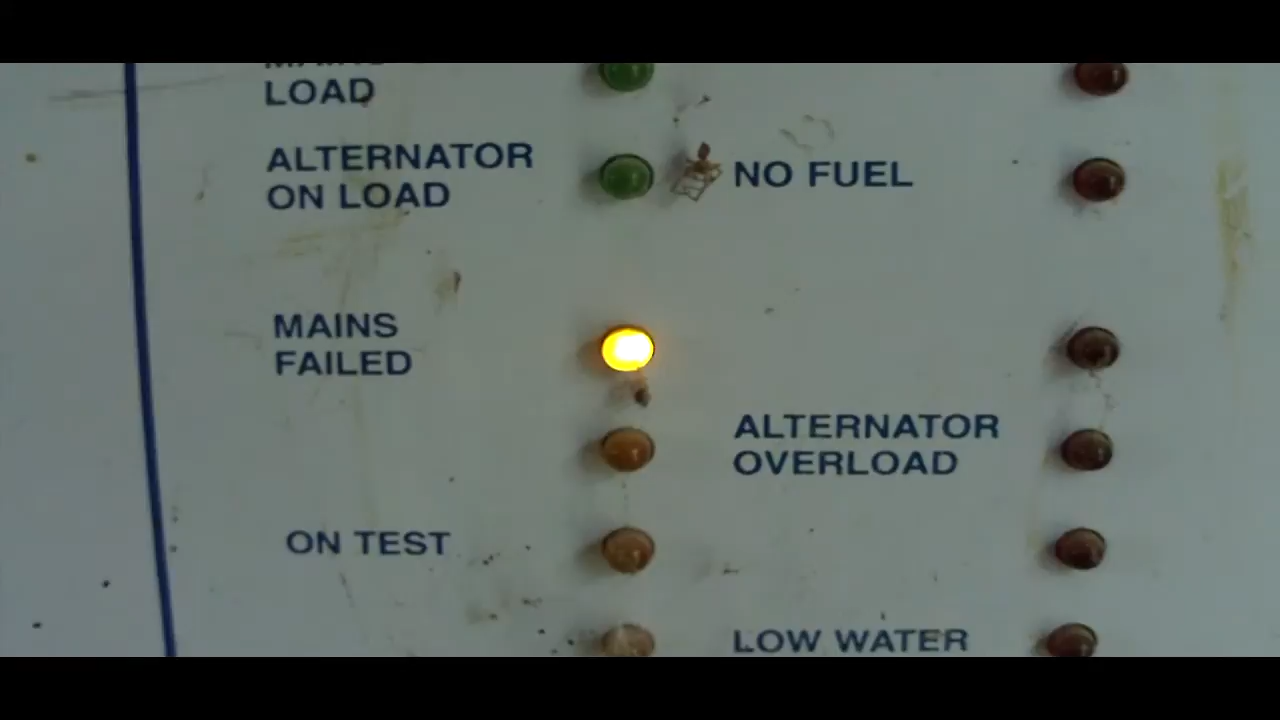 LOAD
ALTERNATOR
ON LOAD
NO FUEL
MAINS
FAILED
ALTERNATOR
OVERLOAD
ON TEST
LOW WATER